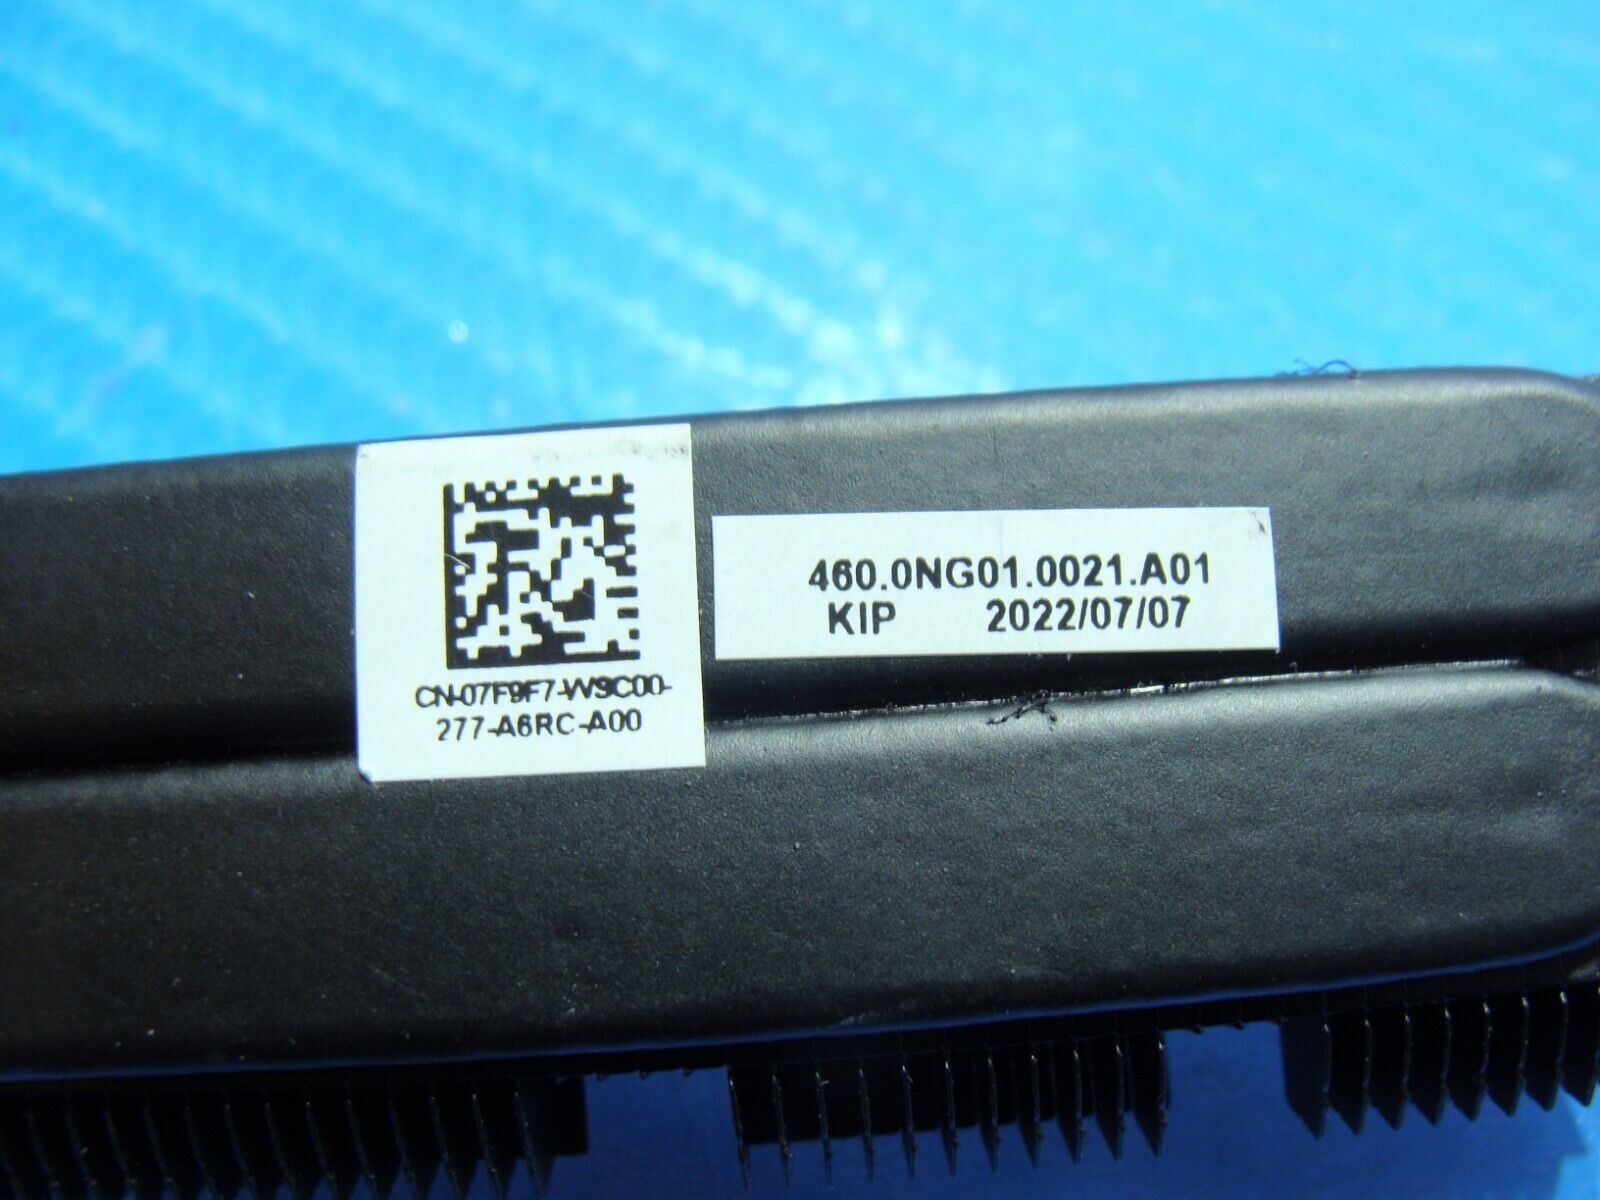 CN-07F9F7-WSC00-
277-A6RC-A00
460.0NG01.0021.A01
KIP 2022/07/07